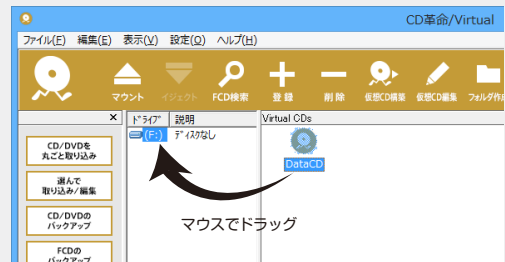 CD革命/Virtual
ファイル(F) 編集(E) 表示(V) 設定(O) ヘルプ(H)
マウント イジェクト FCD検索 登録 削除 仮想CD構築 仮想CD編集 フォルダ作成
× ドライブ 説明 Virtual CDs
(F:) ディスクなし
CD/DVDを
丸ごと取り込み
DataCD
選んで
取り込み/編集
マウスでドラッグ
CD/DVDの
バックアップ
FCDの
バックアップ